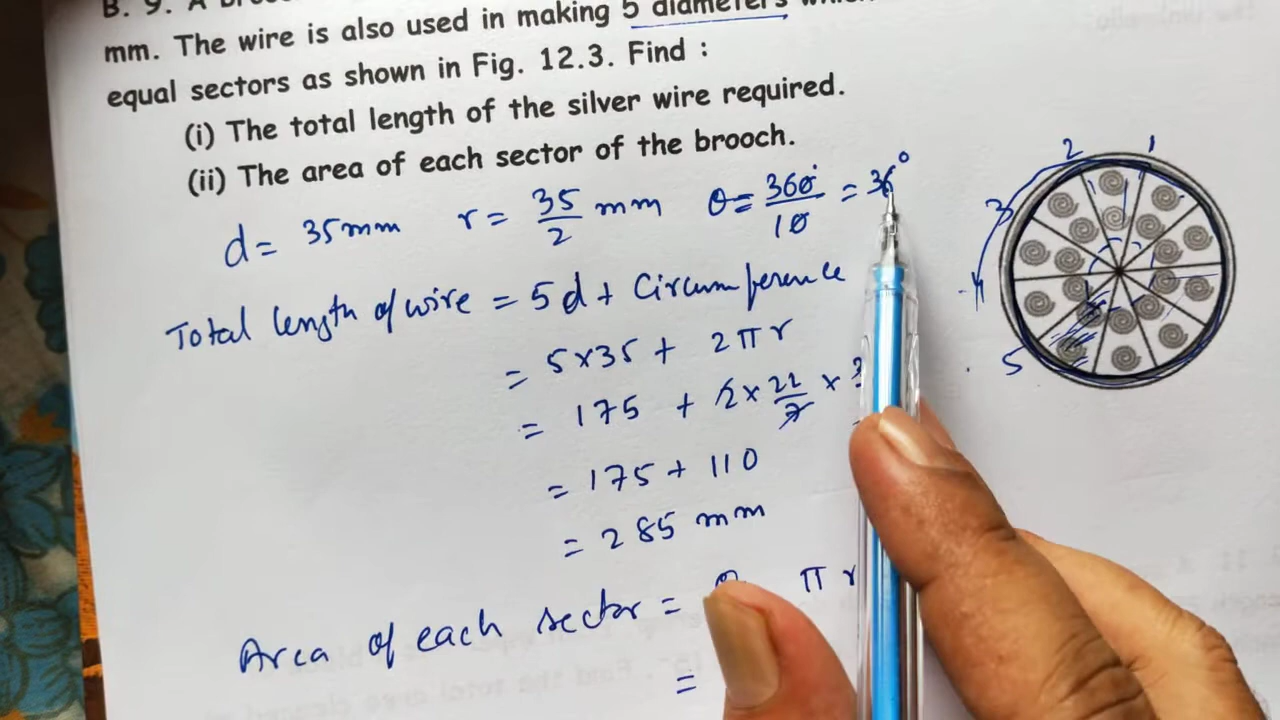 B. 9. A
mm. The wire is also used in making 5 diameters
equal sectors as shown in Fig. 12.3. Find :
(i) The total length of the silver wire required.
(ii) The area of each sector of the brooch.
d = 35mm r = 35/2 mm θ = 360°/10 = 36°
Total length of wire = 5d + Circumference
= 5×35 + 2πr
= 175 + 2 × 22/7 ×
= 175 + 110
= 285 mm
Area of each sector = π r
=
1
2
3
5